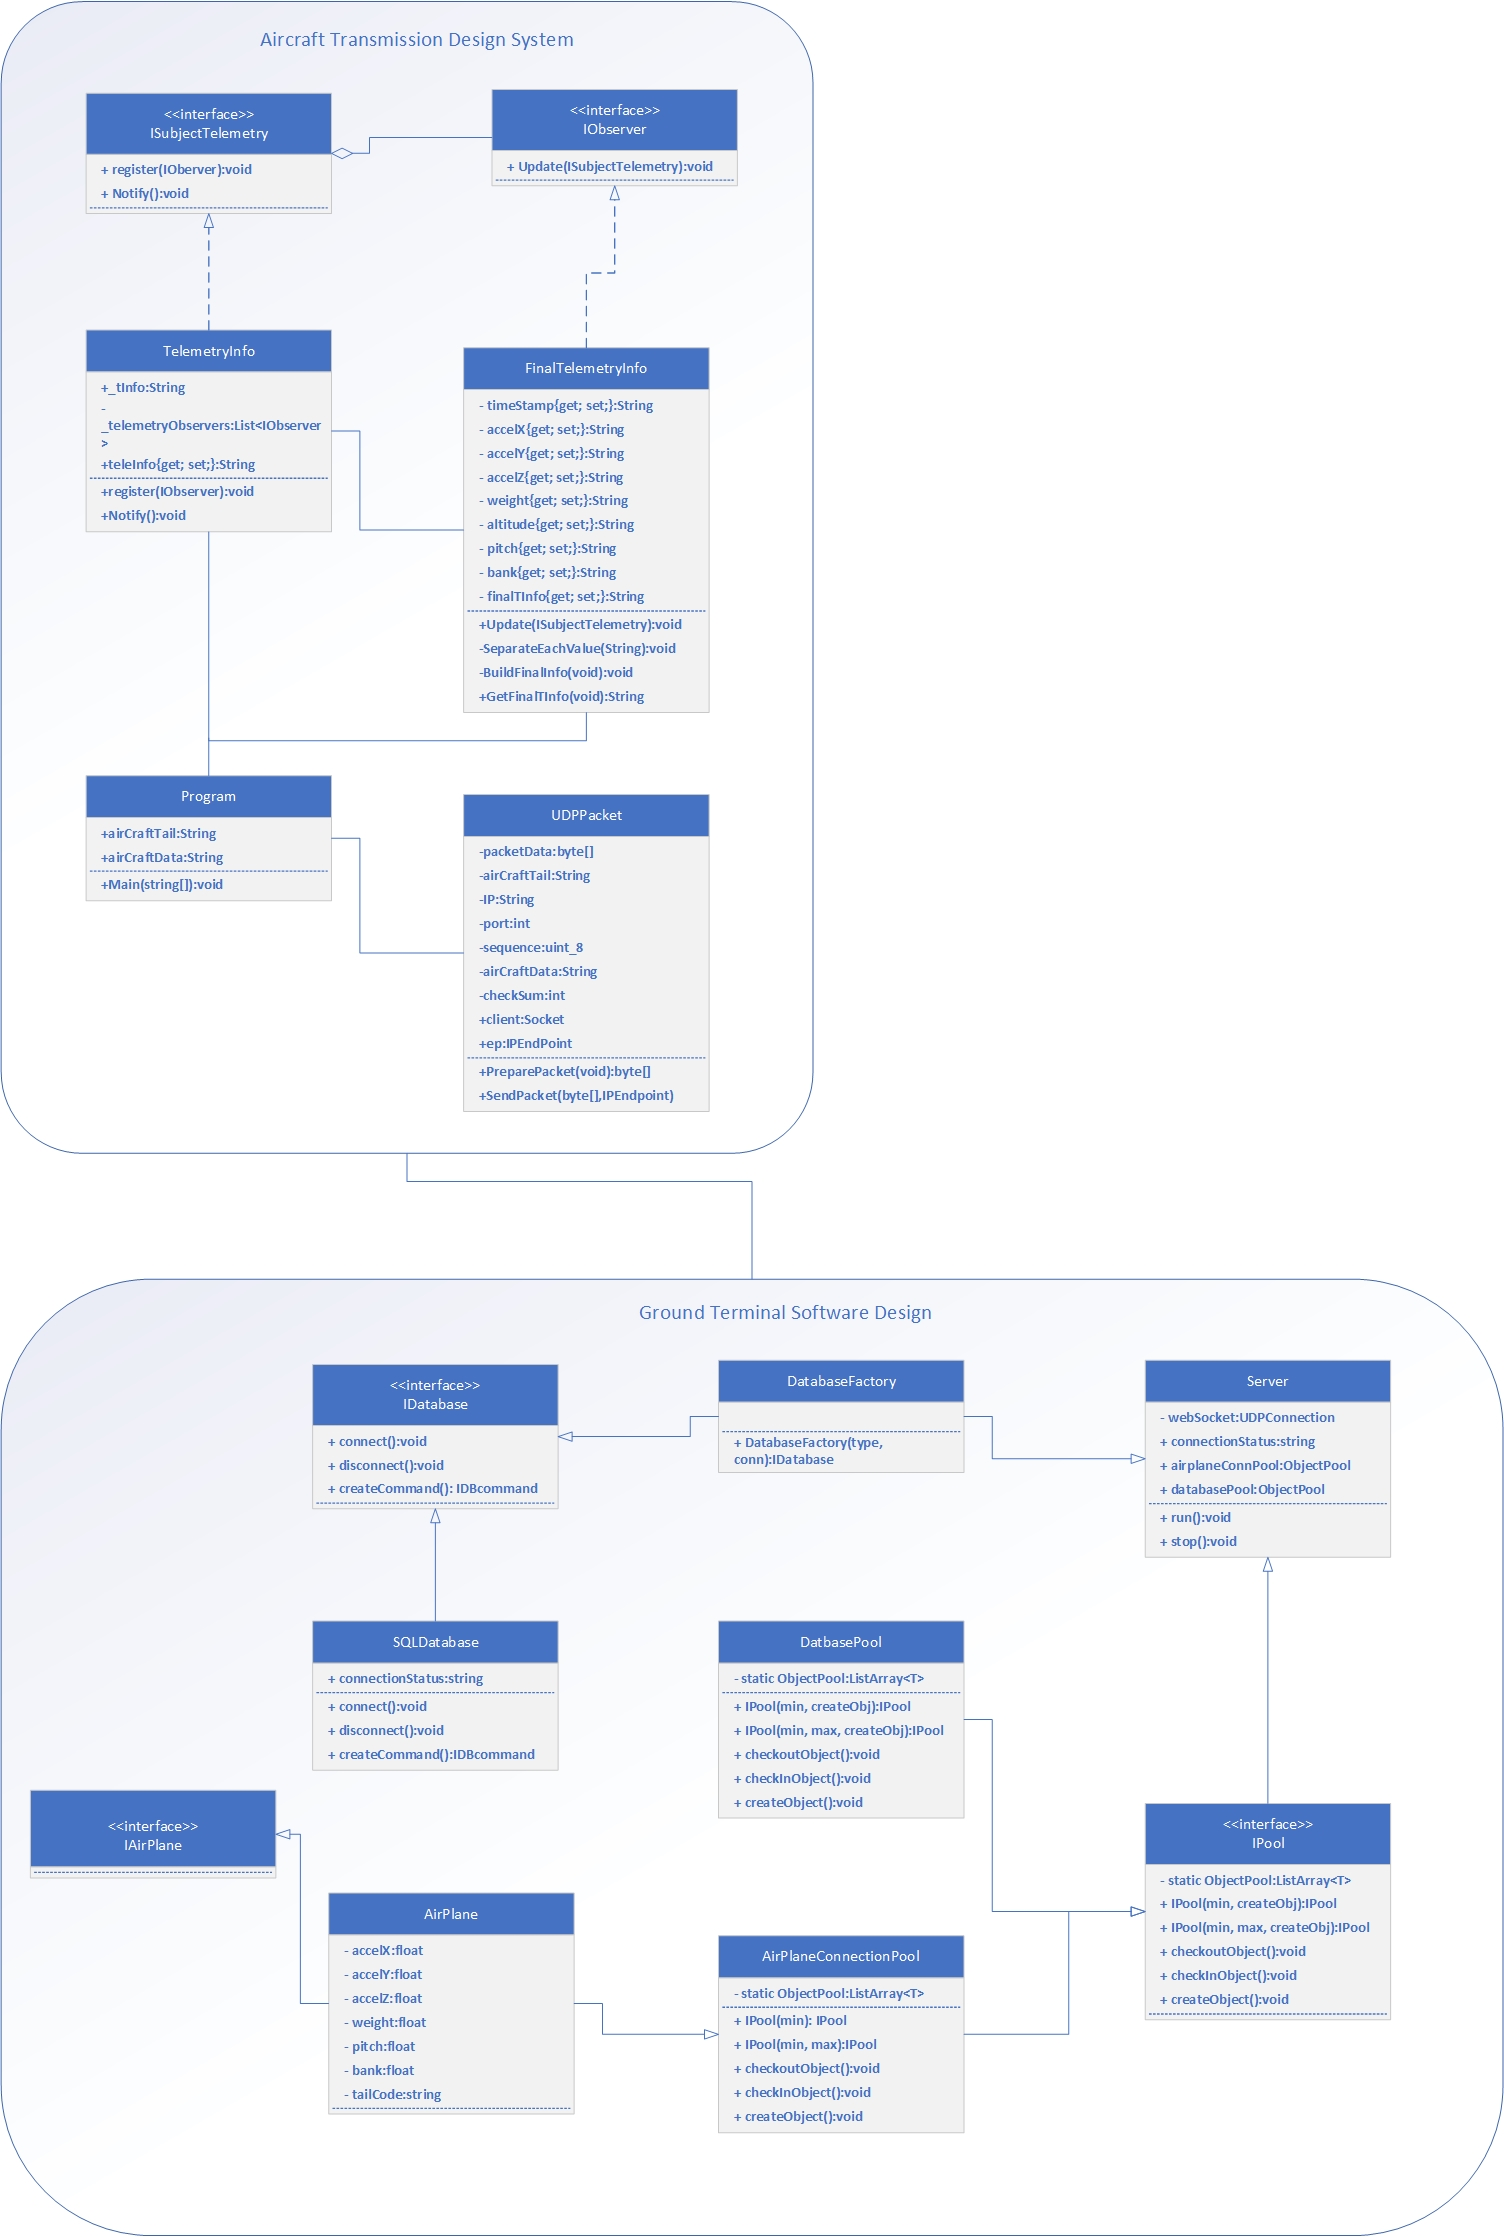 Aircraft Transmission Design System
<<interface>>
ISubjectTelemetry
+ register(IOberver):void
+ Notify():void
<<interface>>
IObserver
+ Update(ISubjectTelemetry):void
TelemetryInfo
+_tInfo:String
-
_telemetryObservers:List<IObserver
>
+teleInfo{get; set;}:String
+register(IObserver):void
+Notify():void
FinalTelemetryInfo
- timeStamp{get; set;}:String
- accelX{get; set;}:String
- accelY{get; set;}:String
- accelZ{get; set;}:String
- weight{get; set;}:String
- altitude{get; set;}:String
- pitch{get; set;}:String
- bank{get; set;}:String
- finalTInfo{get; set;}:String
+Update(ISubjectTelemetry):void
-SeparateEachValue(String):void
-BuildFinalInfo(void):void
+GetFinalTInfo(void):String
Program
+airCraftTail:String
+airCraftData:String
+Main(string[]):void
UDPPacket
-packetData:byte[]
-airCraftTail:String
-IP:String
-port:int
-sequence:uint_8
-airCraftData:String
-checkSum:int
+client:Socket
+ep:IPEndPoint
+PreparePacket(void):byte[]
+SendPacket(byte[],IPEndpoint)
Ground Terminal Software Design
<<interface>>
IDatabase
+ connect():void
+ disconnect():void
+ createCommand(): IDBcommand
DatabaseFactory
+ DatabaseFactory(type,
conn):IDatabase
Server
- webSocket:UDPConnection
+ connectionStatus:string
+ airplaneConnPool:ObjectPool
+ databasePool:ObjectPool
+ run():void
+ stop():void
SQLDatabase
+ connectionStatus:string
+ connect():void
+ disconnect():void
+ createCommand():IDBcommand
DatbasePool
- static ObjectPool:ListArray<T>
+ IPool(min, createObj):IPool
+ IPool(min, max, createObj):IPool
+ checkoutObject():void
+ checkInObject():void
+ createObject():void
<<interface>>
IAirPlane
<<interface>>
IPool
- static ObjectPool:ListArray<T>
+ IPool(min, createObj):IPool
+ IPool(min, max, createObj):IPool
+ checkoutObject():void
+ checkInObject():void
+ createObject():void
AirPlane
- accelX:float
- accelY:float
- accelZ:float
- weight:float
- pitch:float
- bank:float
- tailCode:string
AirPlaneConnectionPool
- static ObjectPool:ListArray<T>
+ IPool(min): IPool
+ IPool(min, max):IPool
+ checkoutObject():void
+ checkInObject():void
+ createObject():void